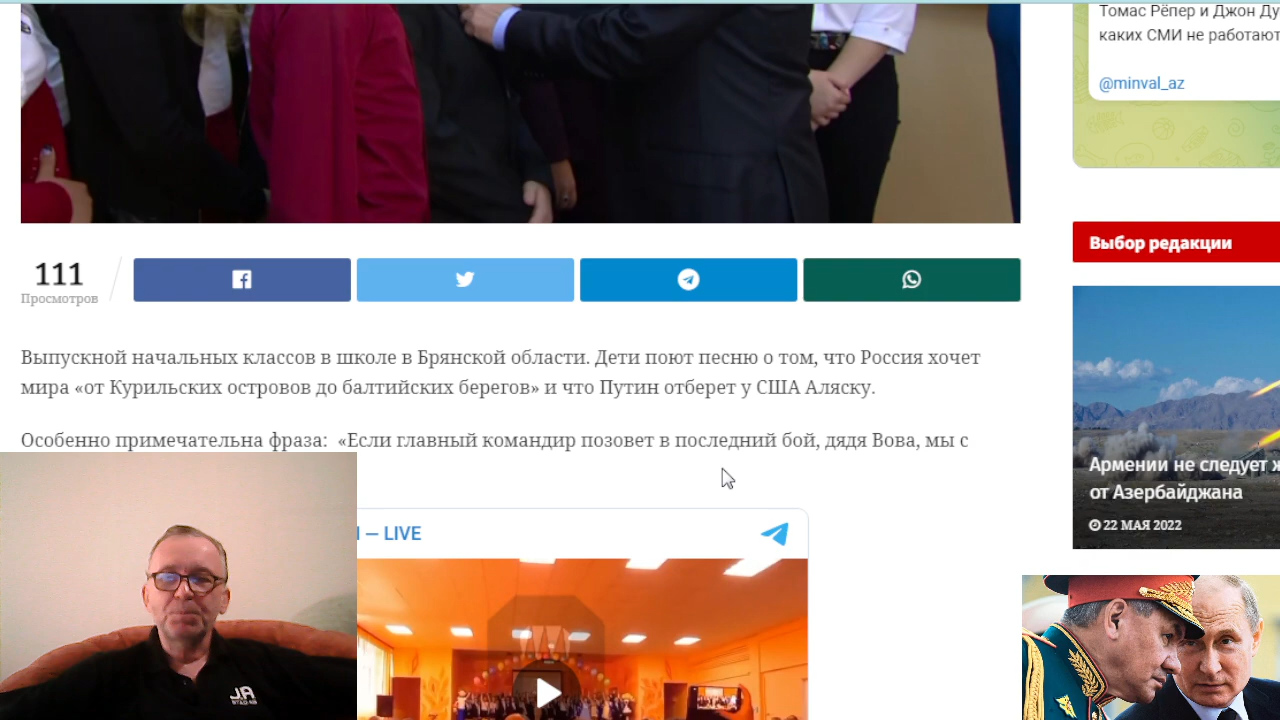 Томас Рёпер и Джон Ду
каких СМИ не работают
@minval_az
111
Просмотров
Выбор редакции
Выпускной начальных классов в школе в Брянской области. Дети поют песню о том, что Россия хочет
мира «от Курильских островов до балтийских берегов» и что Путин отберет у США Аляску.
Особенно примечательна фраза: «Если главный командир позовет в последний бой, дядя Вова, мы с
Армении не следует ж
от Азербайджана
22 МАЯ 2022
– LIVE
JA